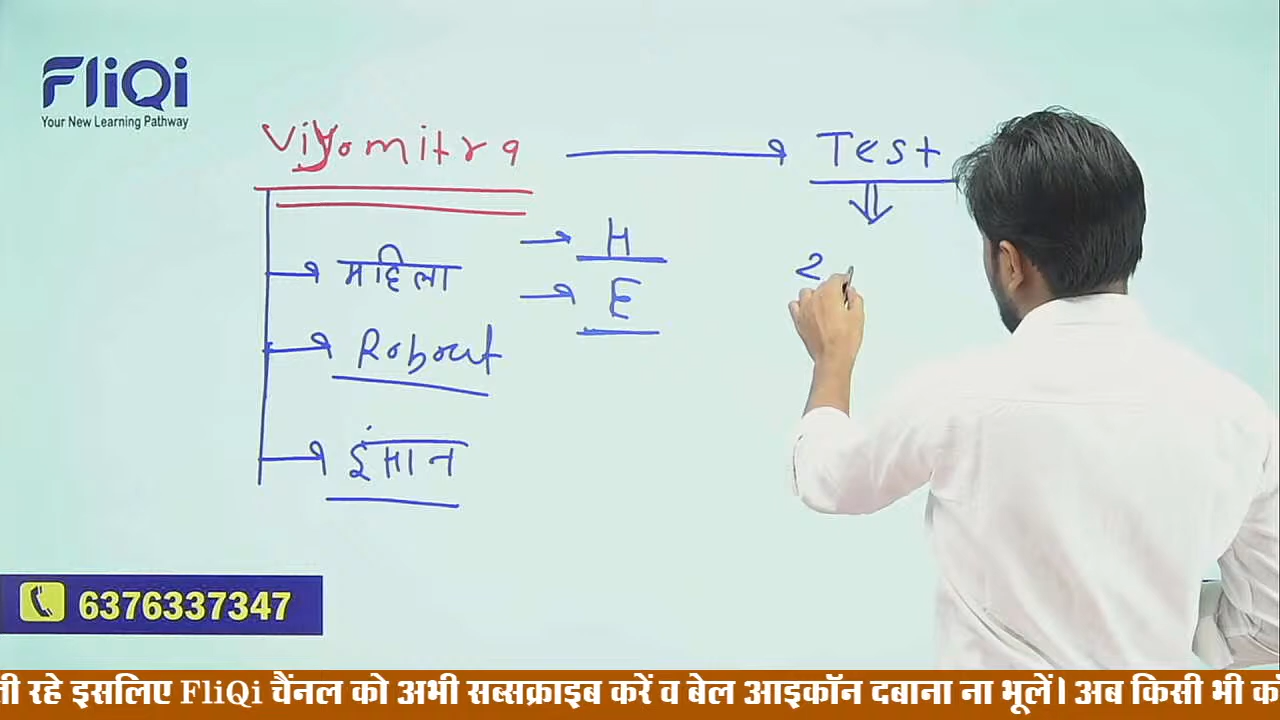 FliQi
Your New Learning Pathway
Viyomitra
Test
महिला
H
E
Robout
इंसान
2
6376337347
ती रहे इसलिए FliQi चैंनल को अभी सब्सक्राइब करें व बेल आइकॉन दबाना ना भूलें। अब किसी भी